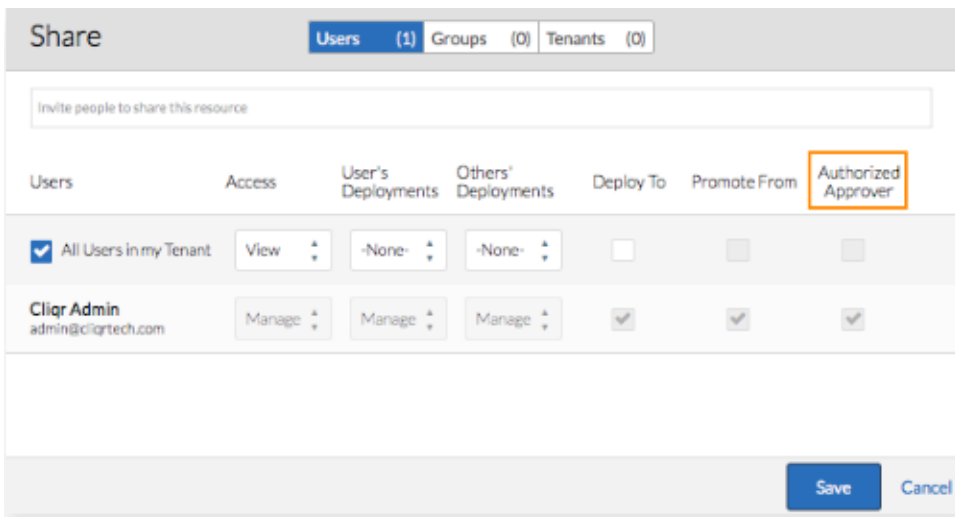 Share
Users (1) Groups (0) Tenants (0)
Invite people to share this resource
Users Access User's Deployments Others' Deployments Deploy To Promote From Authorized Approver
All Users in my Tenant View -None- -None-
Cliqr Admin Manage Manage Manage
admin@cliqrtech.com
Save Cancel